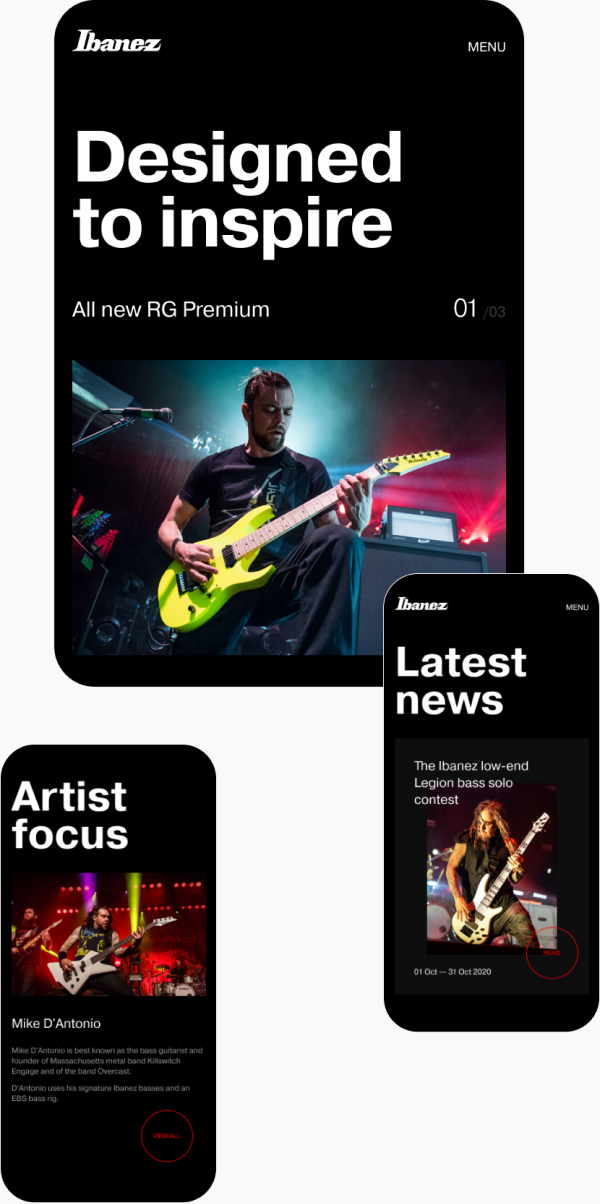 Ibanez
MENU
Designed
to inspire
All new RG Premium
01 /03
Ibanez
MENU
Latest
news
The Ibanez low-end
Legion bass solo
contest
READ
01 Oct — 31 Oct 2020
Artist
focus
Mike D'Antonio
Mike D'Antonio is best known as the bass guitarist and
founder of Massachusetts metal band Killswitch
Engage and of the band Overcast.
D'Antonio uses his signature Ibanez basses and an
EBS bass rig.
VIEW ALL